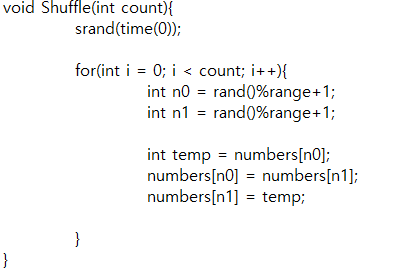 void Shuffle(int count){
srand(time(0));
for(int i = 0; i < count; i++){
int n0 = rand()%range+1;
int n1 = rand()%range+1;
int temp = numbers[n0];
numbers[n0] = numbers[n1];
numbers[n1] = temp;
}
}